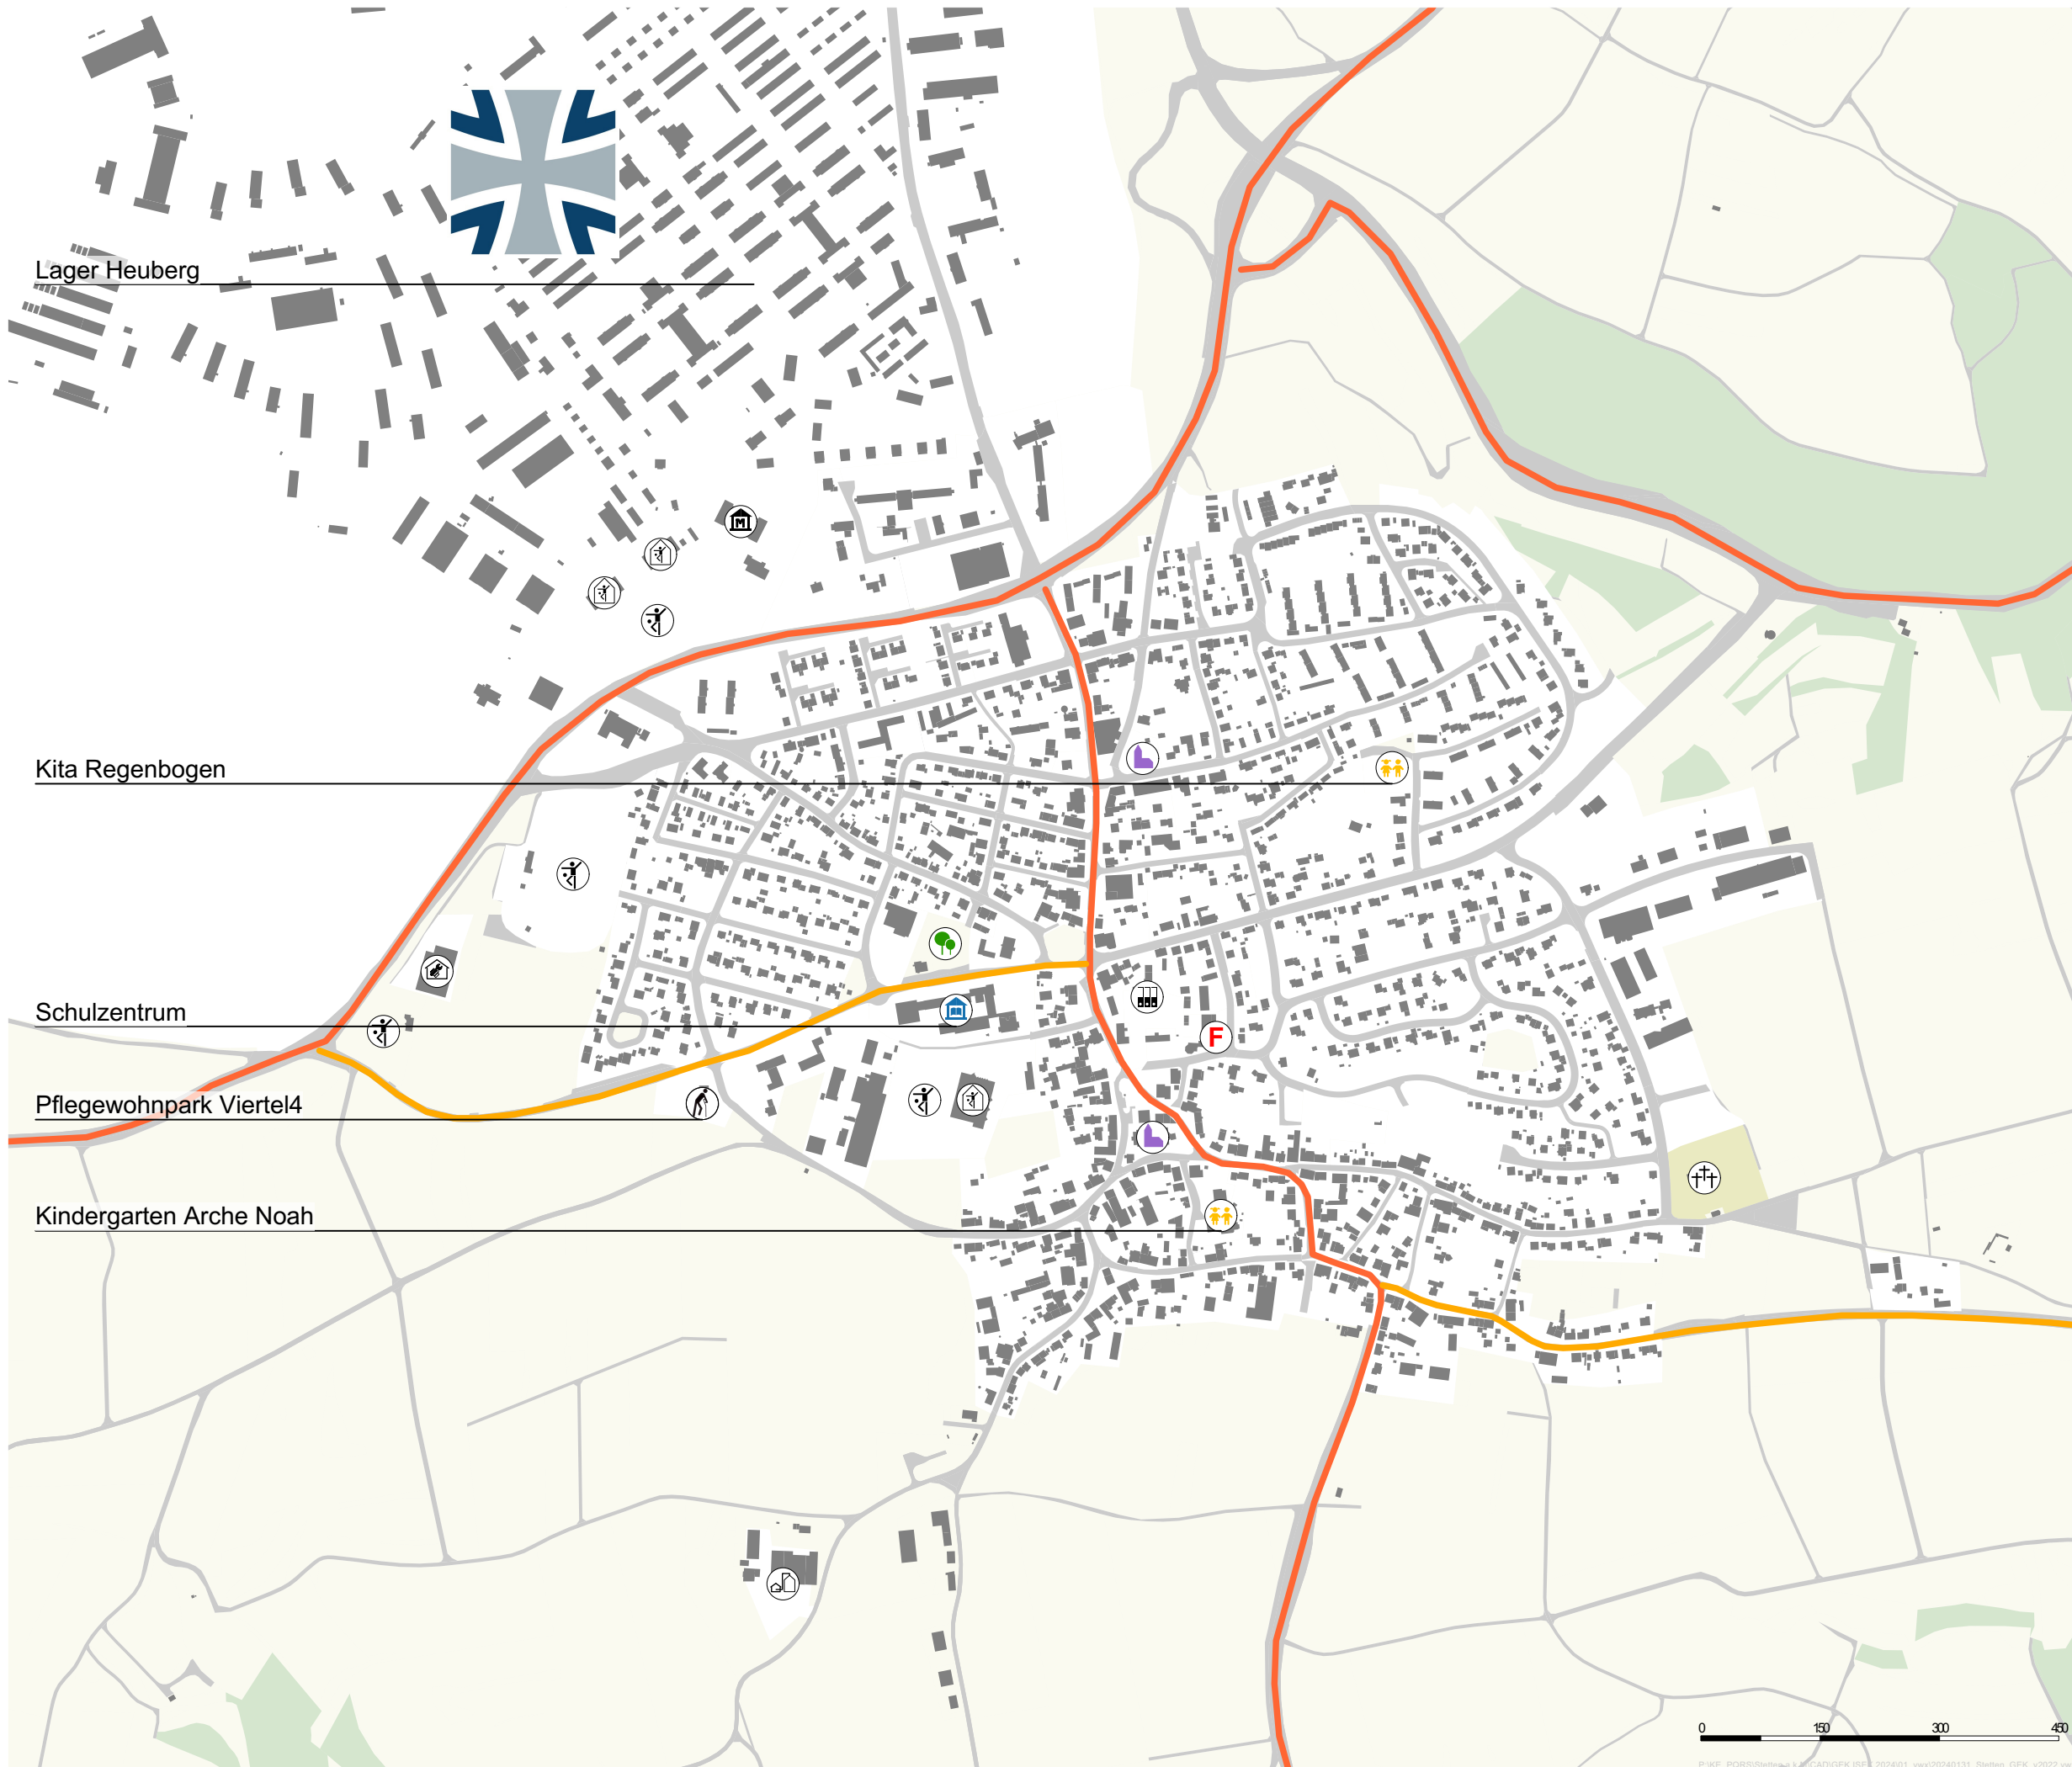 Lager Heuberg
M
Kita Regenbogen
Schulzentrum
F
Pflegewohnpark Viertel4
Kindergarten Arche Noah
0 150 300 450